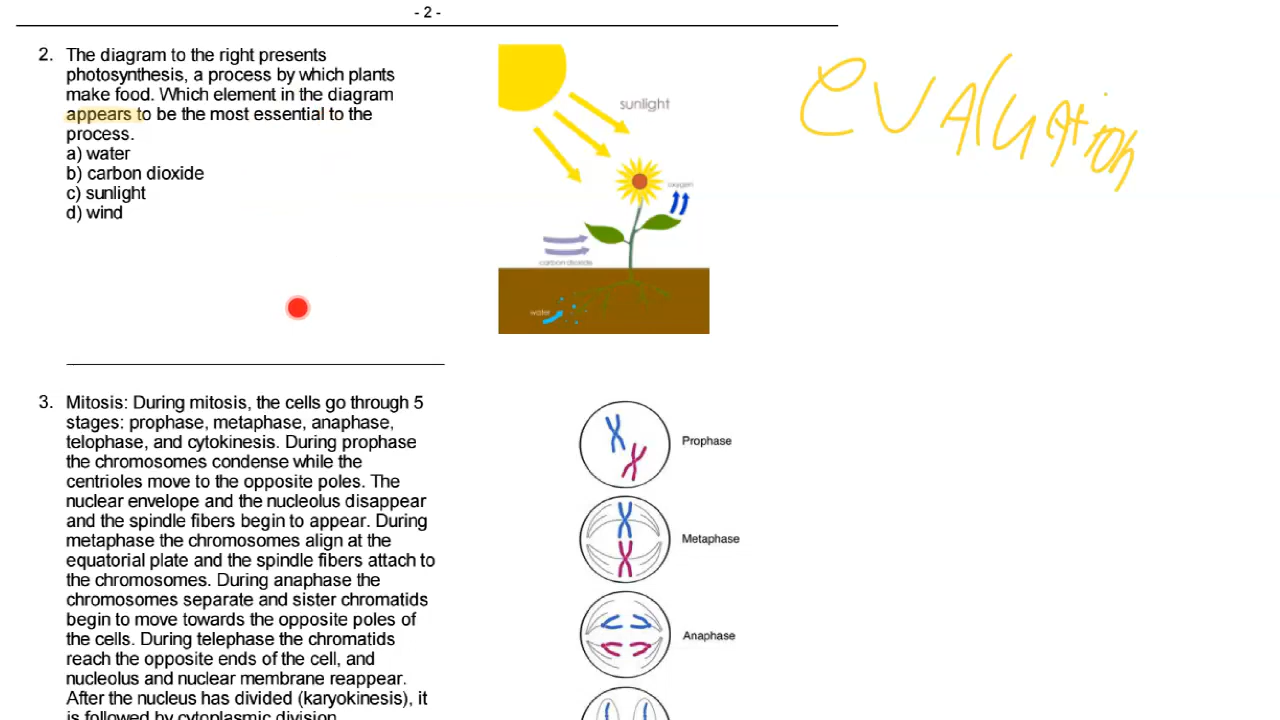 - 2 -
2. The diagram to the right presents
photosynthesis, a process by which plants
make food. Which element in the diagram
appears to be the most essential to the
process.
a) water
b) carbon dioxide
c) sunlight
d) wind
sunlight
oxygen
carbon dioxide
water
evaluation
3. Mitosis: During mitosis, the cells go through 5
stages: prophase, metaphase, anaphase,
telophase, and cytokinesis. During prophase
the chromosomes condense while the
centrioles move to the opposite poles. The
nuclear envelope and the nucleolus disappear
and the spindle fibers begin to appear. During
metaphase the chromosomes align at the
equatorial plate and the spindle fibers attach to
the chromosomes. During anaphase the
chromosomes separate and sister chromatids
begin to move towards the opposite poles of
the cells. During telephase the chromatids
reach the opposite ends of the cell, and
nucleolus and nuclear membrane reappear.
After the nucleus has divided (karyokinesis), it
is followed by cytoplasmic division
Prophase
Metaphase
Anaphase